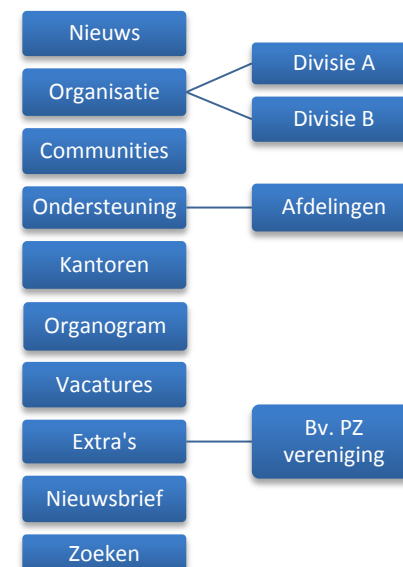 Nieuws
Organisatie
Divisie A
Divisie B
Communities
Ondersteuning
Afdelingen
Kantoren
Organogram
Vacatures
Extra's
Bv. PZ
vereniging
Nieuwsbrief
Zoeken